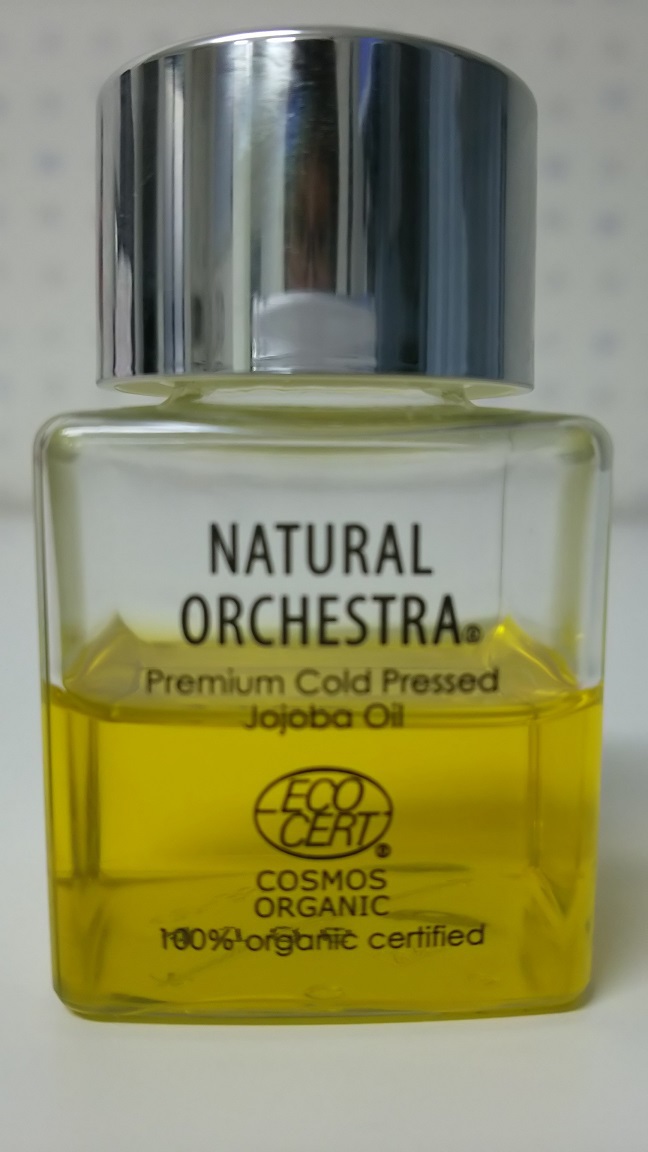 NATURAL
ORCHESTRA®
Premium Cold Pressed
Jojoba Oil
ECO
CERT®
COSMOS
ORGANIC
100% organic certified